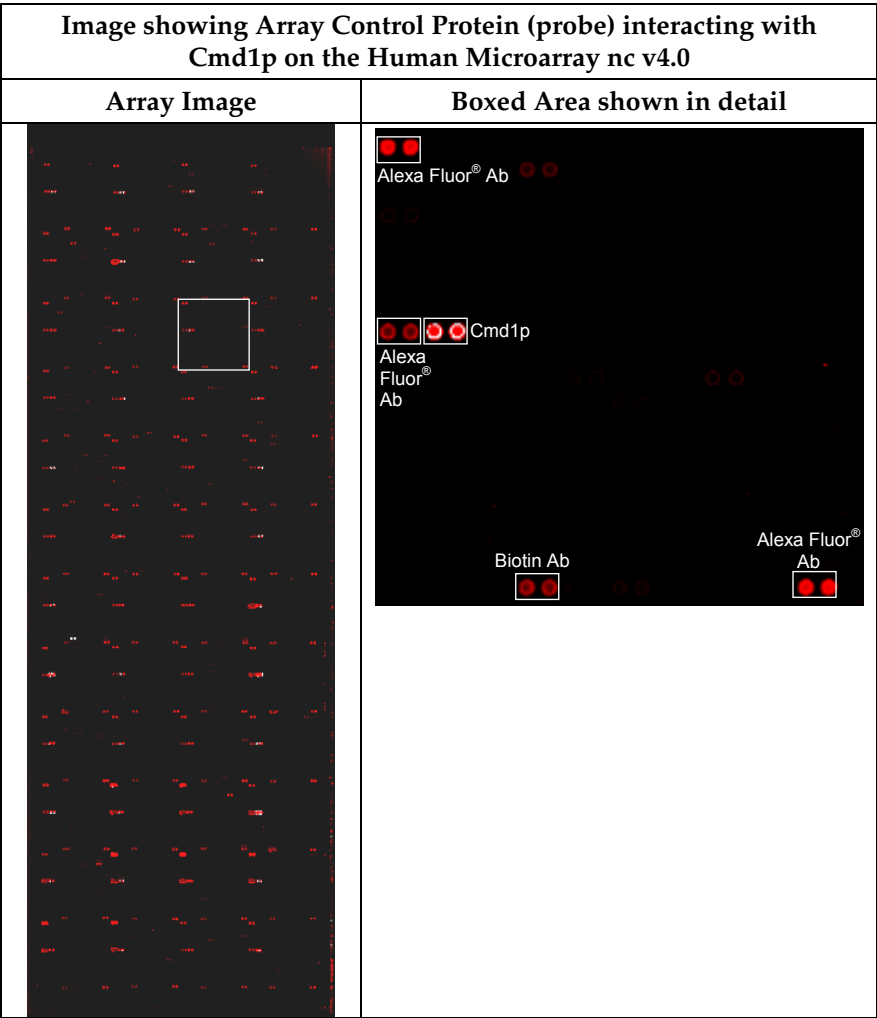 Image showing Array Control Protein (probe) interacting with
Cmd1p on the Human Microarray nc v4.0
Array Image
Boxed Area shown in detail
Alexa Fluor® Ab
Cmd1p
Alexa
Fluor®
Ab
Biotin Ab
Alexa Fluor®
Ab